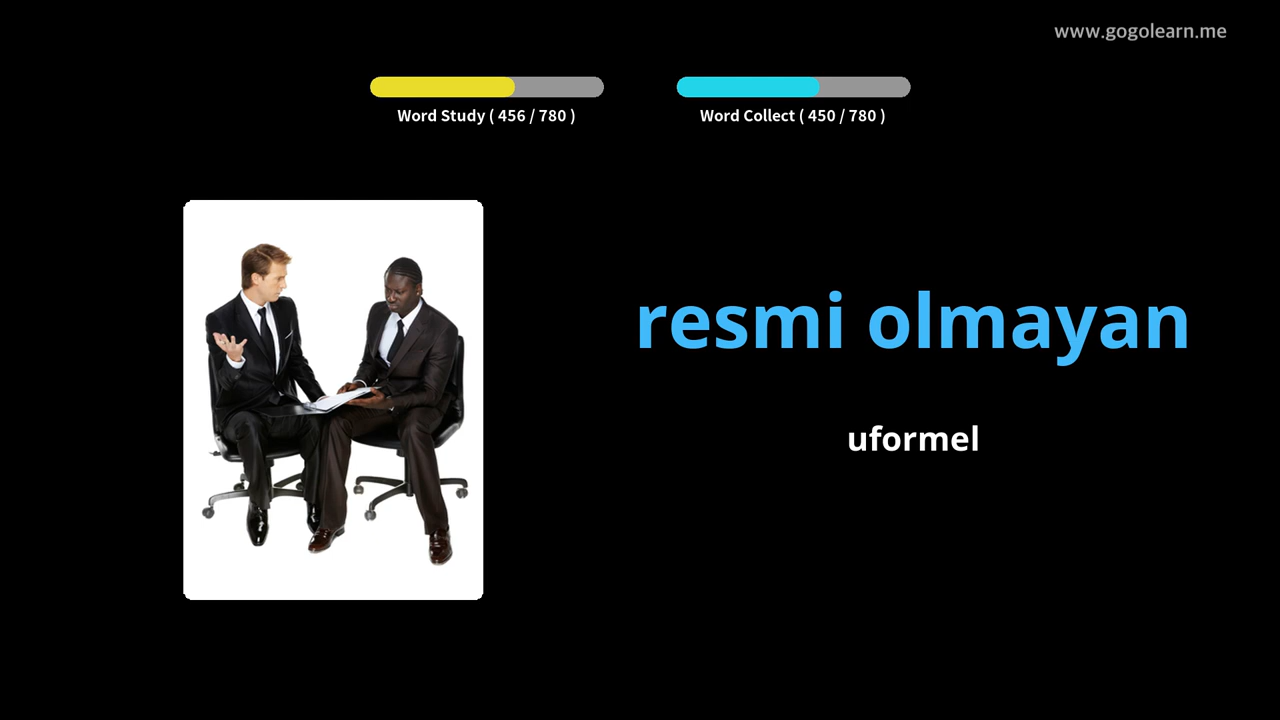 www.gogolearn.me
Word Study ( 456 / 780 )
Word Collect ( 450 / 780 )
resmi olmayan
uformel